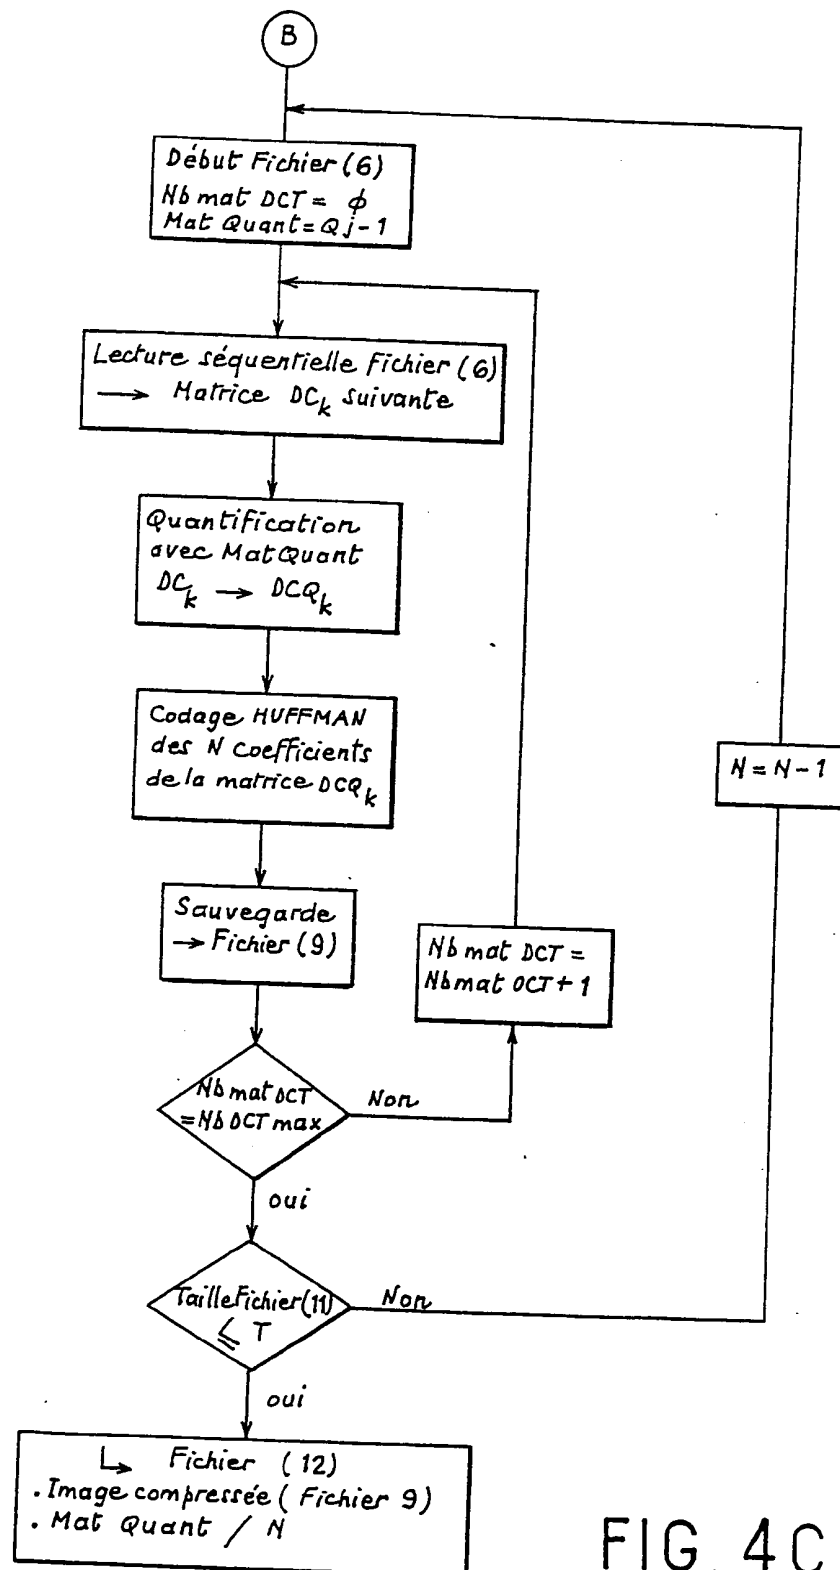 B
Début Fichier (6)
Nb mat DCT = ϕ
Mat Quant = Qj-1
Lecture séquentielle Fichier (6)
→ Matrice DCk suivante
Quantification
avec MatQuant
DCk → DCQk
Codage HUFFMAN
des N coefficients
de la matrice DCQk
N = N - 1
Sauvegarde
→ Fichier (9)
Nb mat DCT =
Nb mat DCT + 1
Nb mat DCT
= Nb DCT max
Non
oui
Taille Fichier (11)
≤ T
Non
oui
↳ Fichier (12)
. Image compressée ( Fichier 9)
. Mat Quant / N
FIG. 4C